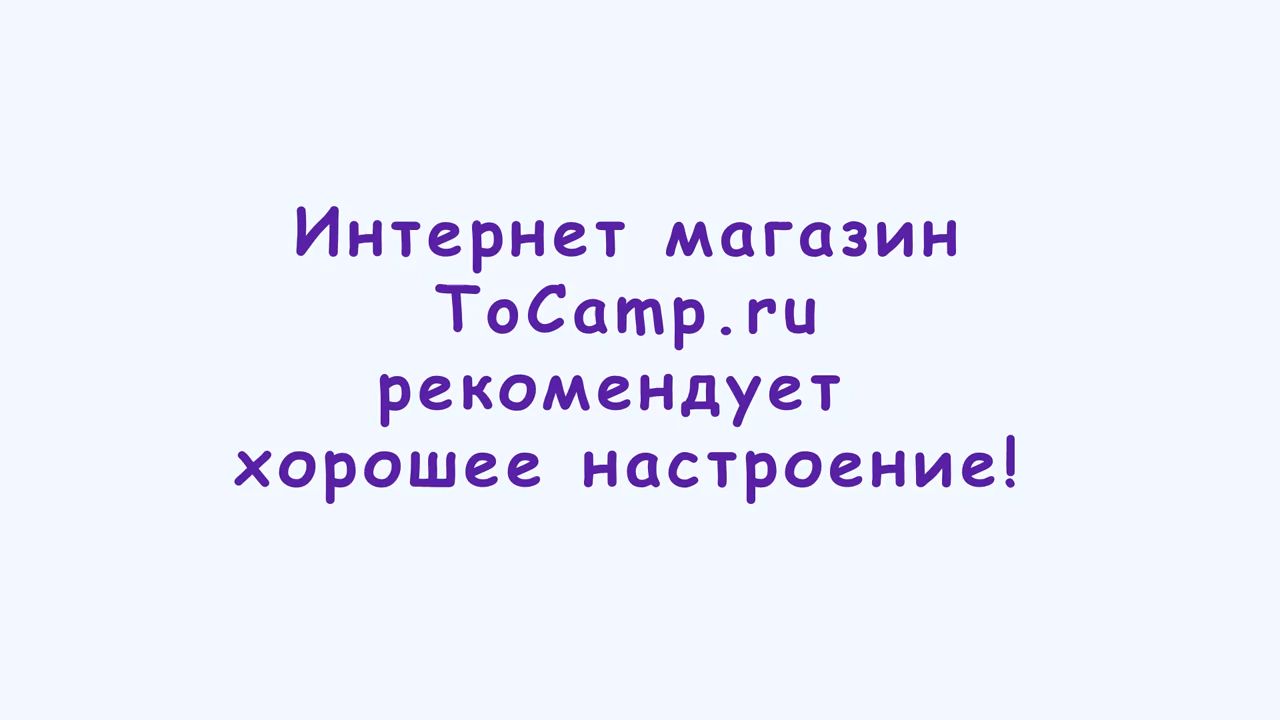 Интернет магазин
ToCamp.ru
рекомендует
хорошее настроение!